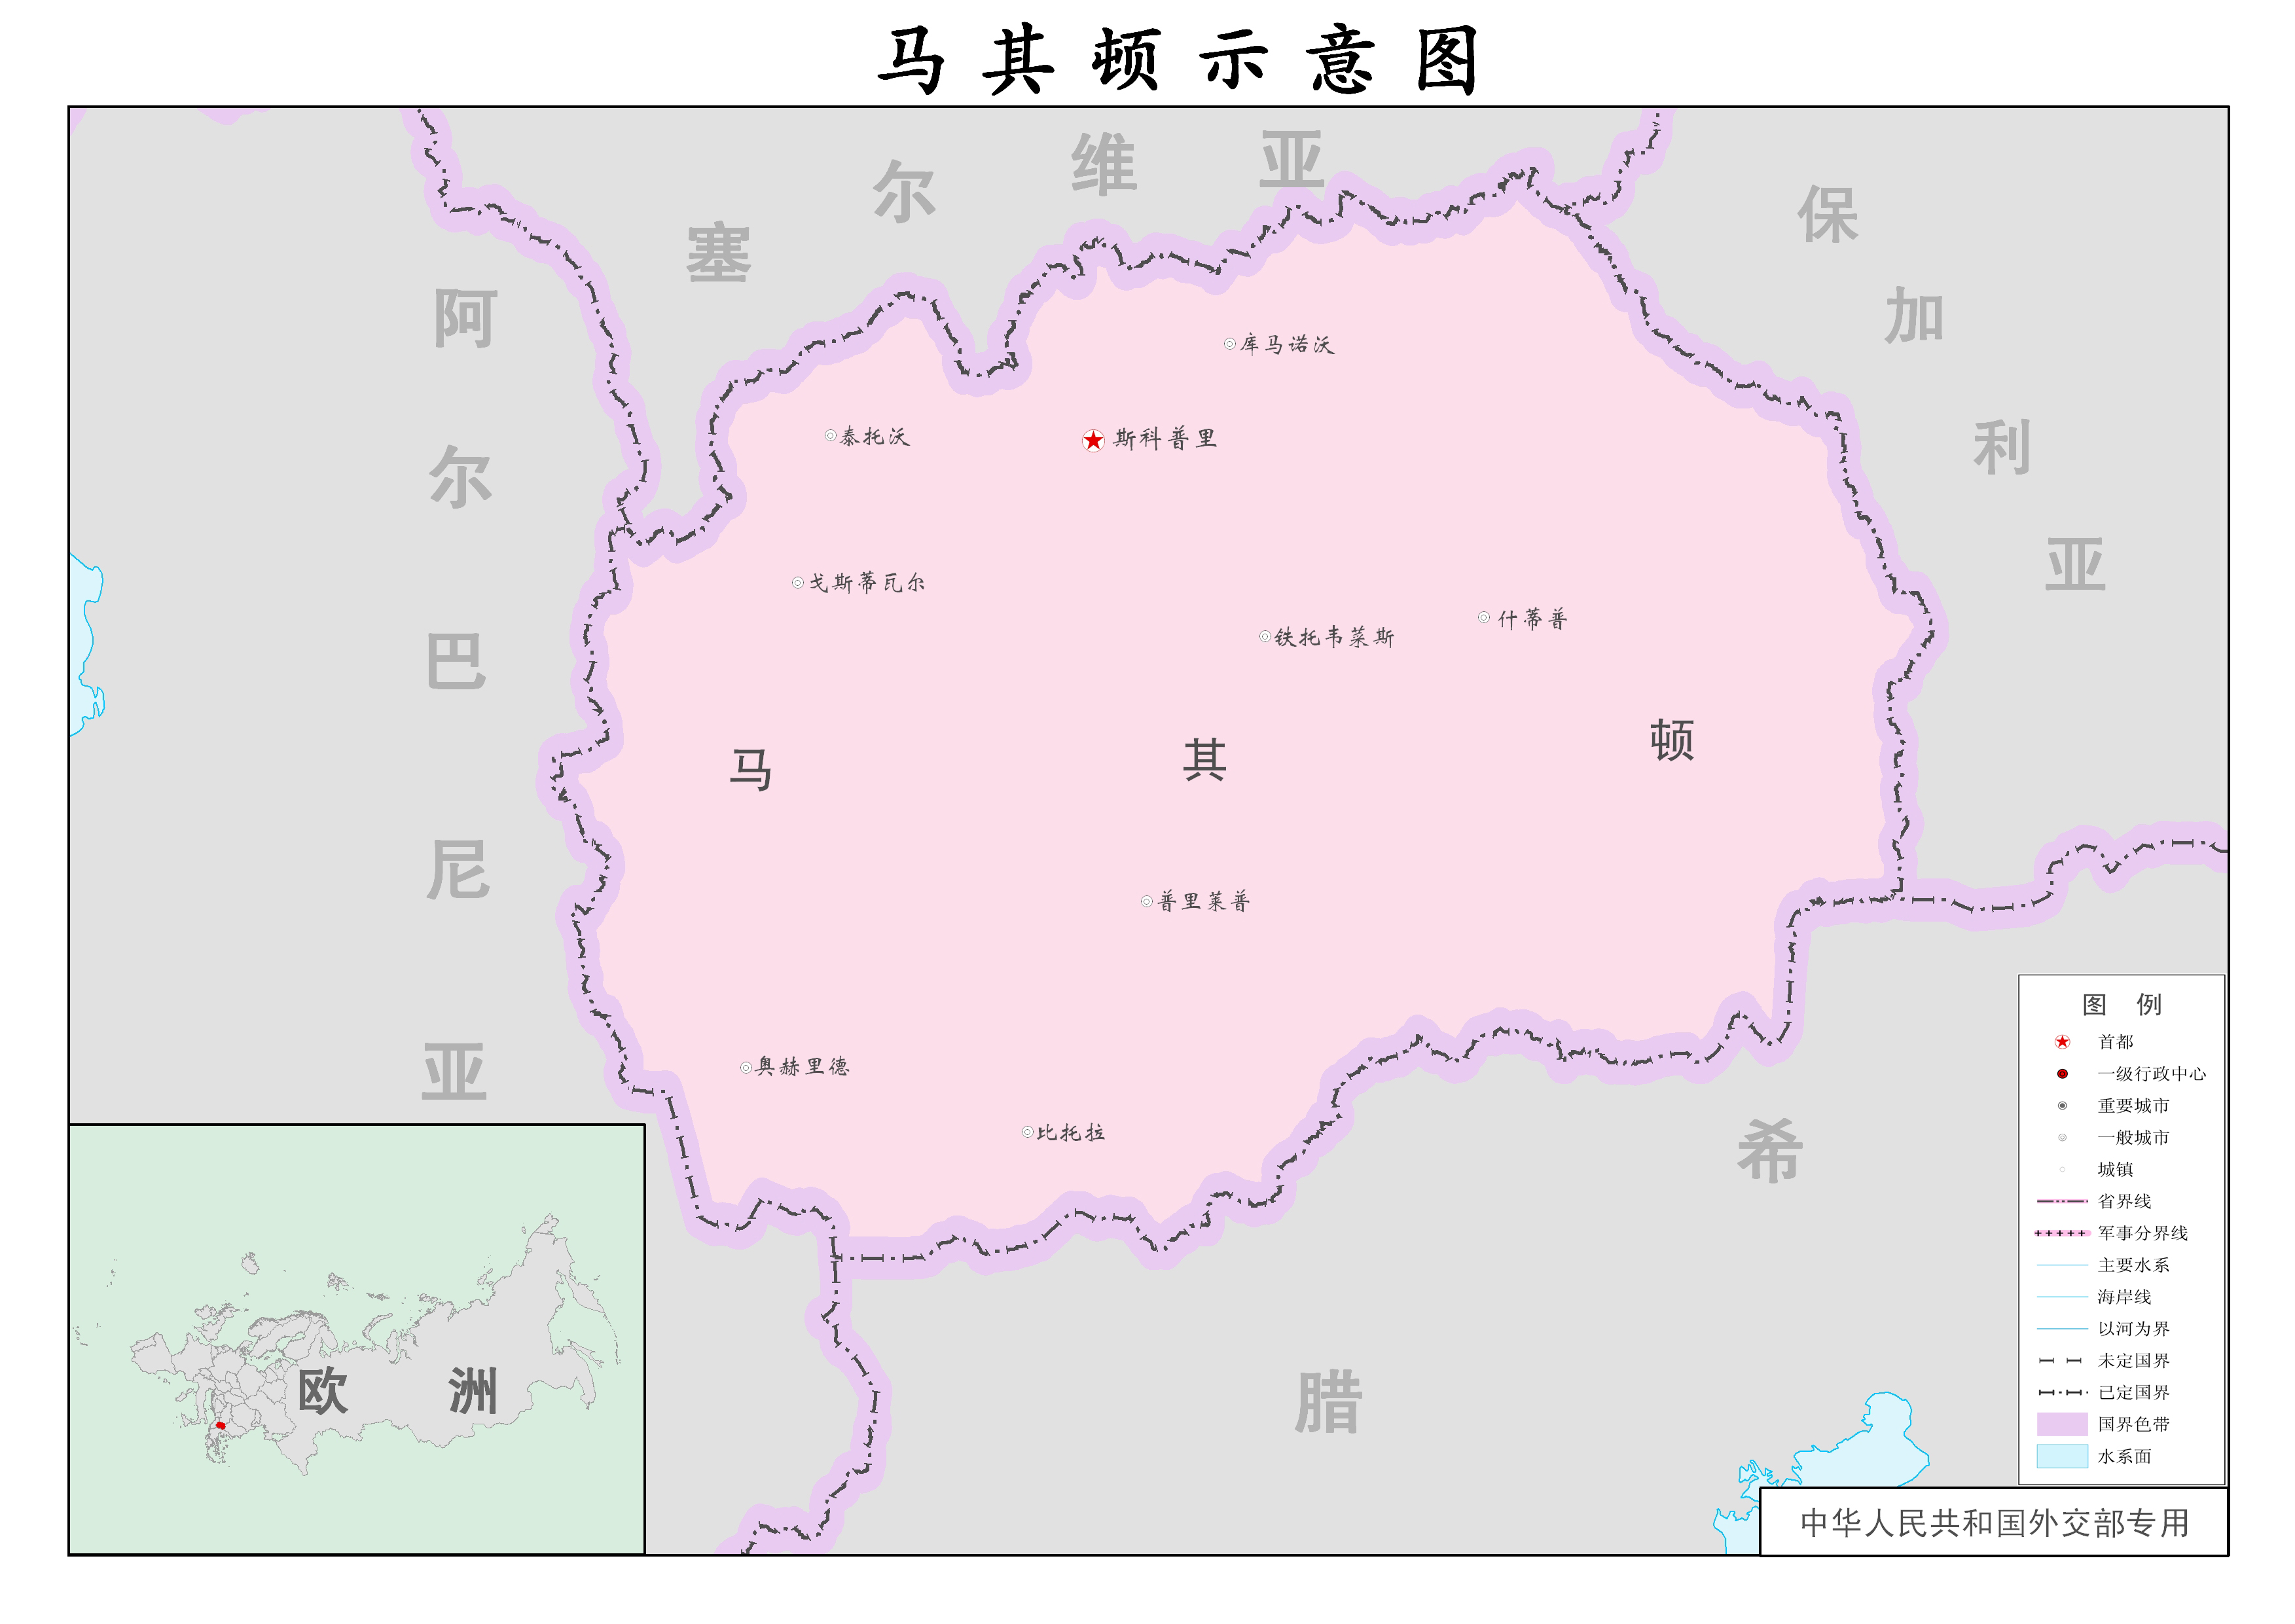 马其顿示意图
塞尔维亚
保加利亚
阿尔巴尼亚
库马诺沃
泰托沃
斯科普里
戈斯蒂瓦尔
铁托韦莱斯
什蒂普
马其顿
普里莱普
奥赫里德
比托拉
希腊
欧洲
图例
首都
一级行政中心
重要城市
一般城市
城镇
省界线
军事分界线
主要水系
海岸线
以河为界
未定国界
已定国界
国界色带
水系面
中华人民共和国外交部专用